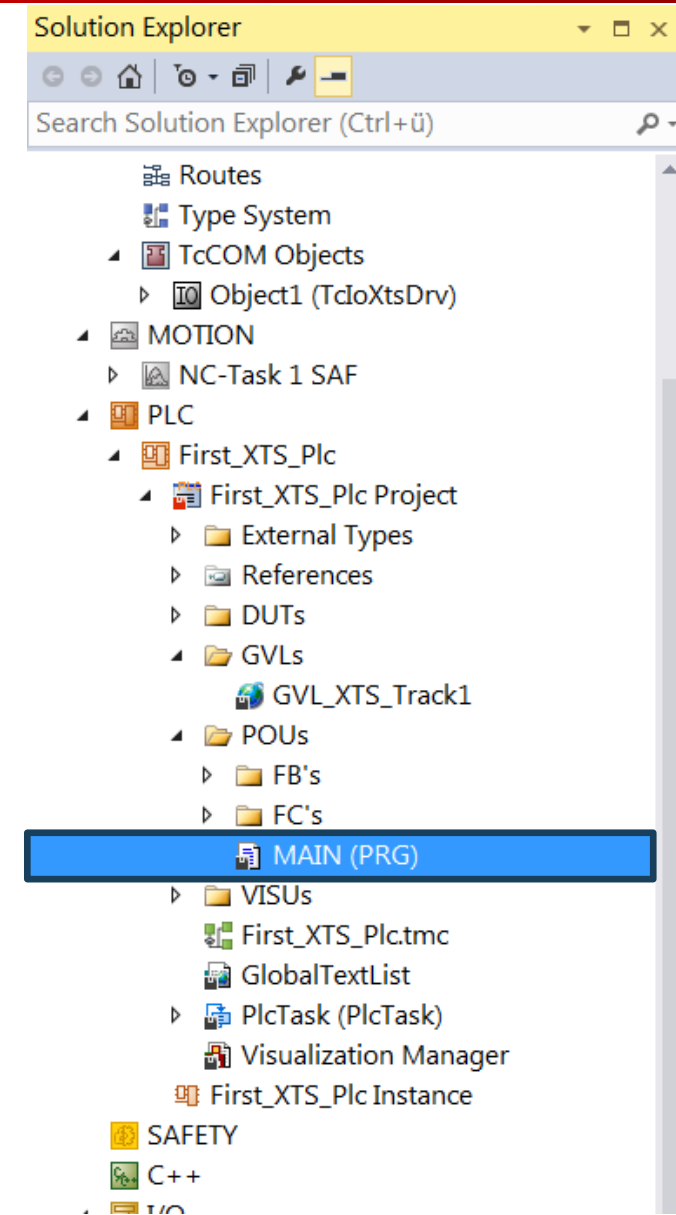 Solution Explorer
Search Solution Explorer (Ctrl+ü)
Routes
Type System
TcCOM Objects
Object1 (TcIoXtsDrv)
MOTION
NC-Task 1 SAF
PLC
First_XTS_Plc
First_XTS_Plc Project
External Types
References
DUTs
GVLs
GVL_XTS_Track1
POUs
FB's
FC's
MAIN (PRG)
VISUs
First_XTS_Plc.tmc
GlobalTextList
PlcTask (PlcTask)
Visualization Manager
First_XTS_Plc Instance
SAFETY
C++
I/O